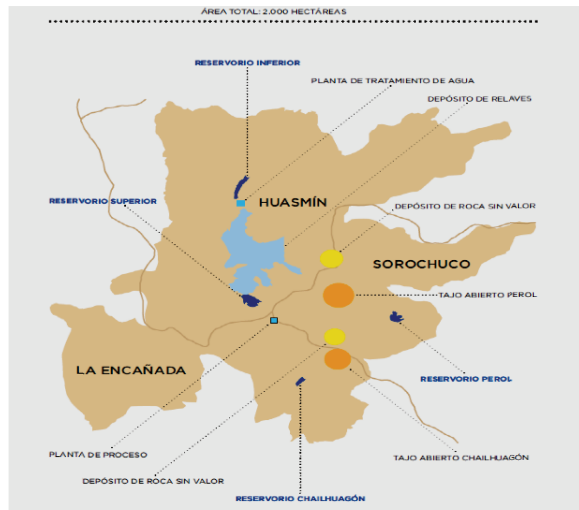 ÁREA TOTAL: 2.000 HECTÁREAS
RESERVORIO INFERIOR
PLANTA DE TRATAMIENTO DE AGUA
DEPÓSITO DE RELAVES
RESERVORIO SUPERIOR
HUASMÍN
DEPÓSITO DE ROCA SIN VALOR
SOROCHUCO
TAJO ABIERTO PEROL
LA ENCAÑADA
RESERVORIO PEROL
PLANTA DE PROCESO
TAJO ABIERTO CHAILHUAGÓN
DEPÓSITO DE ROCA SIN VALOR
RESERVORIO CHAILHUAGÓN